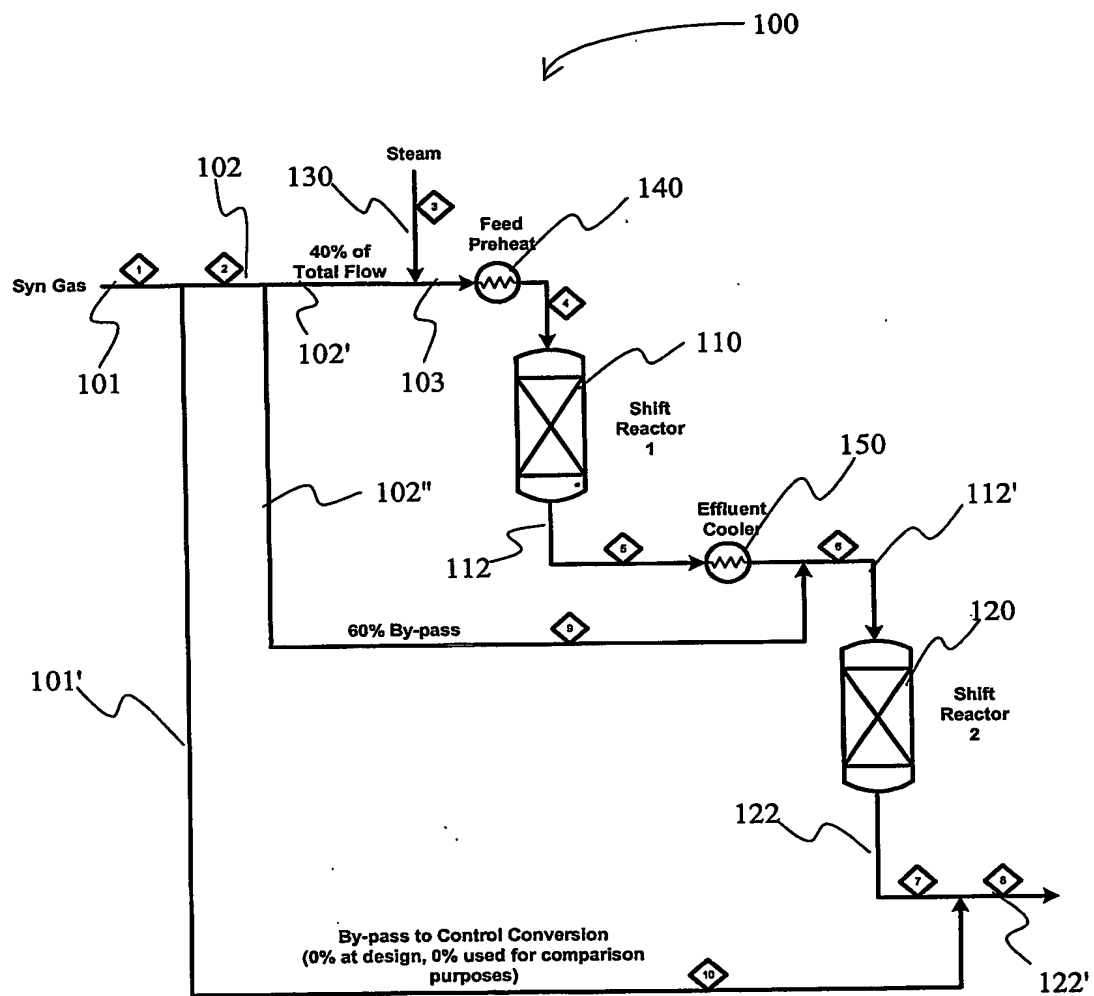 100
Steam
102
130
3
140
Feed
Preheat
40% of
Total Flow
1
2
Syn Gas
4
101
102'
103
110
Shift
Reactor
1
150
102"
Effluent
Cooler
112'
112
5
6
60% By-pass
9
120
101'
Shift
Reactor
2
122
7
8
By-pass to Control Conversion
(0% at design, 0% used for comparison
purposes)
10
122'